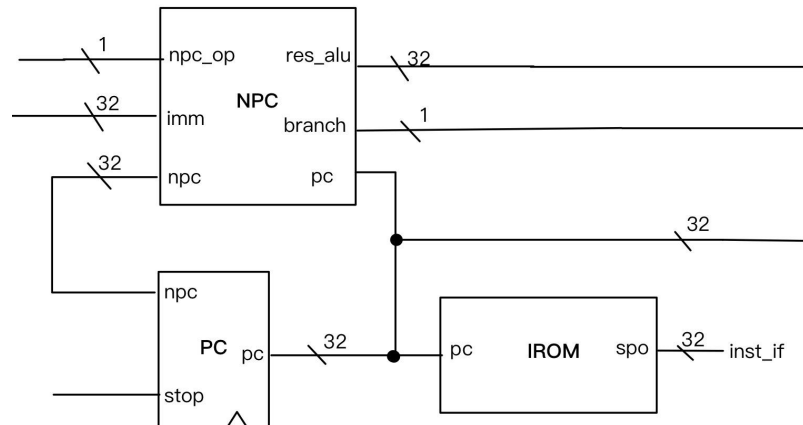 1
npc_op
res_alu
32
32
NPC
imm
branch
1
32
npc
pc
32
npc
PC
pc
32
pc
IROM
spo
32
inst_if
stop